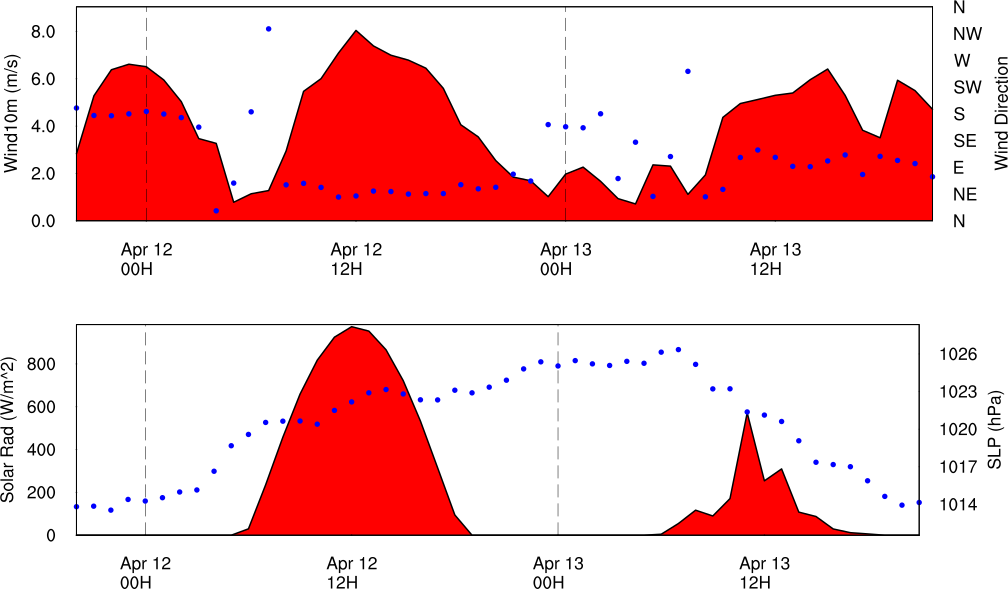 Wind10m (m/s)
8.0
6.0
4.0
2.0
0.0
N
NW
W
SW
S
SE
E
NE
N
Wind Direction
Apr 12
00H
Apr 12
12H
Apr 13
00H
Apr 13
12H
Solar Rad (W/m^2)
800
600
400
200
0
1026
1023
1020
1017
1014
SLP (hPa)
Apr 12
00H
Apr 12
12H
Apr 13
00H
Apr 13
12H